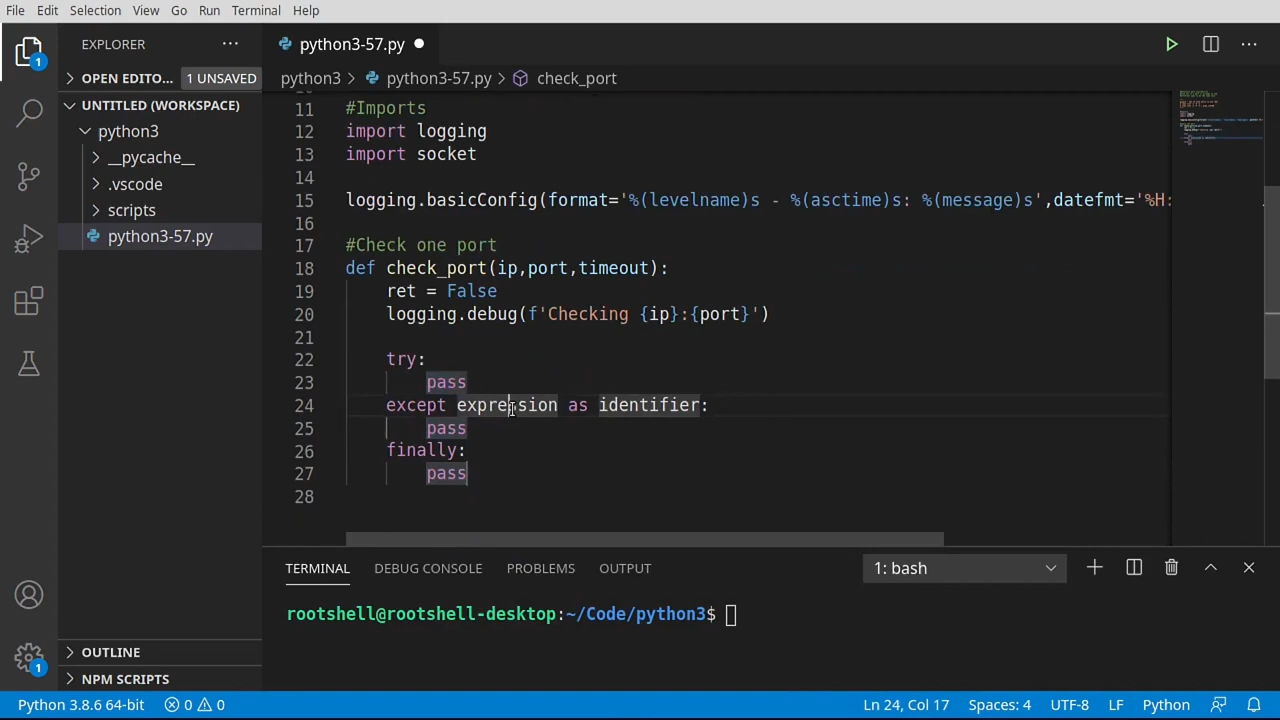 File Edit Selection View Go Run Terminal Help
EXPLORER
python3-57.py
1
OPEN EDITO... 1 UNSAVED
python3 > python3-57.py > check_port
UNTITLED (WORKSPACE)
python3
__pycache__
.vscode
scripts
python3-57.py
11 #Imports
12 import logging
13 import socket
14
15 logging.basicConfig(format='%(levelname)s - %(asctime)s: %(message)s',datefmt='%H:
16
17 #Check one port
18 def check_port(ip,port,timeout):
19 ret = False
20 logging.debug(f'Checking {ip}:{port}')
21
22 try:
23 pass
24 except expression as identifier:
25 pass
26 finally:
27 pass
28
TERMINAL DEBUG CONSOLE PROBLEMS OUTPUT 1: bash
rootshell@rootshell-desktop:~/Code/python3$
OUTLINE
NPM SCRIPTS
1
Python 3.8.6 64-bit 0 0 Ln 24, Col 17 Spaces: 4 UTF-8 LF Python